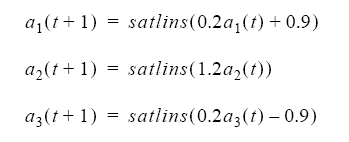 a₁(t + 1) = satlins(0.2a₁(t) + 0.9)
a₂(t + 1) = satlins(1.2a₂(t))
a₃(t + 1) = satlins(0.2a₃(t) – 0.9)